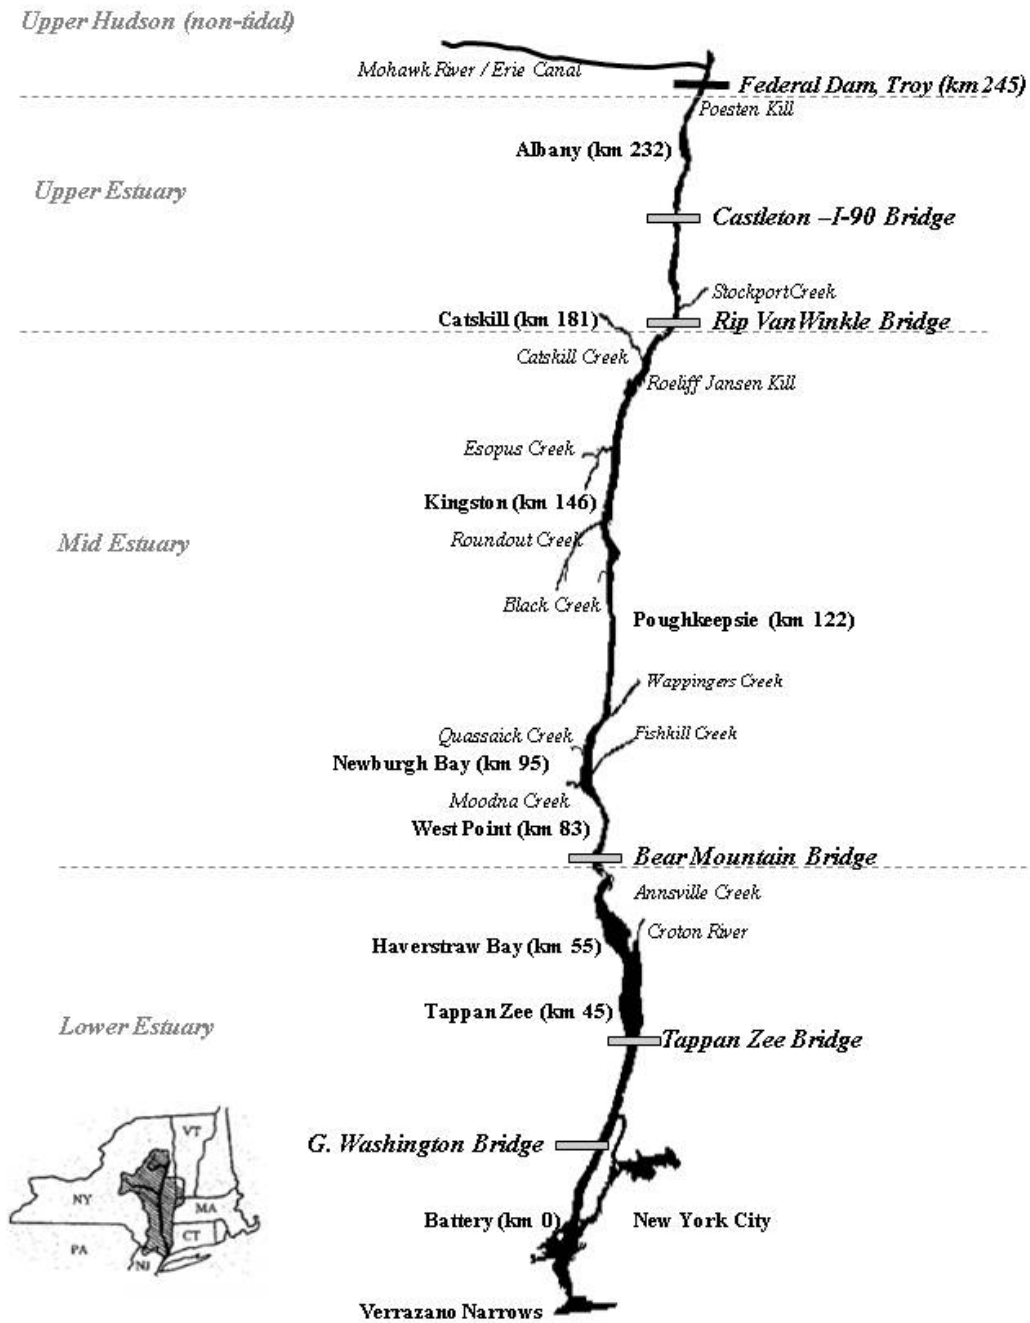 Upper Hudson (non-tidal)
Mohawk River / Erie Canal
Federal Dam, Troy (km 245)
Poesten Kill
Albany (km 232)
Upper Estuary
Castleton –I-90 Bridge
Stockport Creek
Catskill (km 181)
Rip Van Winkle Bridge
Catskill Creek
Roeliff Jansen Kill
Esopus Creek
Kingston (km 146)
Roundout Creek
Mid Estuary
Black Creek
Poughkeepsie (km 122)
Wappingers Creek
Quassaick Creek
Fishkill Creek
Newburgh Bay (km 95)
Moodna Creek
West Point (km 83)
Bear Mountain Bridge
Annsville Creek
Croton River
Haverstraw Bay (km 55)
Tappan Zee (km 45)
Lower Estuary
Tappan Zee Bridge
G. Washington Bridge
VT
NY
MA
CT
PA
NJ
Battery (km 0)
New York City
Verrazano Narrows